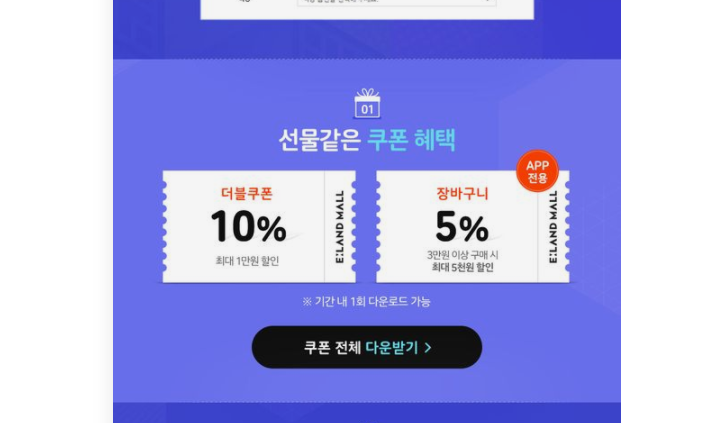 01
선물같은 쿠폰 혜택
더블쿠폰
10%
최대 1만원 할인
E:LAND MALL
APP
전용
장바구니
5%
3만원 이상 구매 시
최대 5천원 할인
E:LAND MALL
※ 기간 내 1회 다운로드 가능
쿠폰 전체 다운받기 >